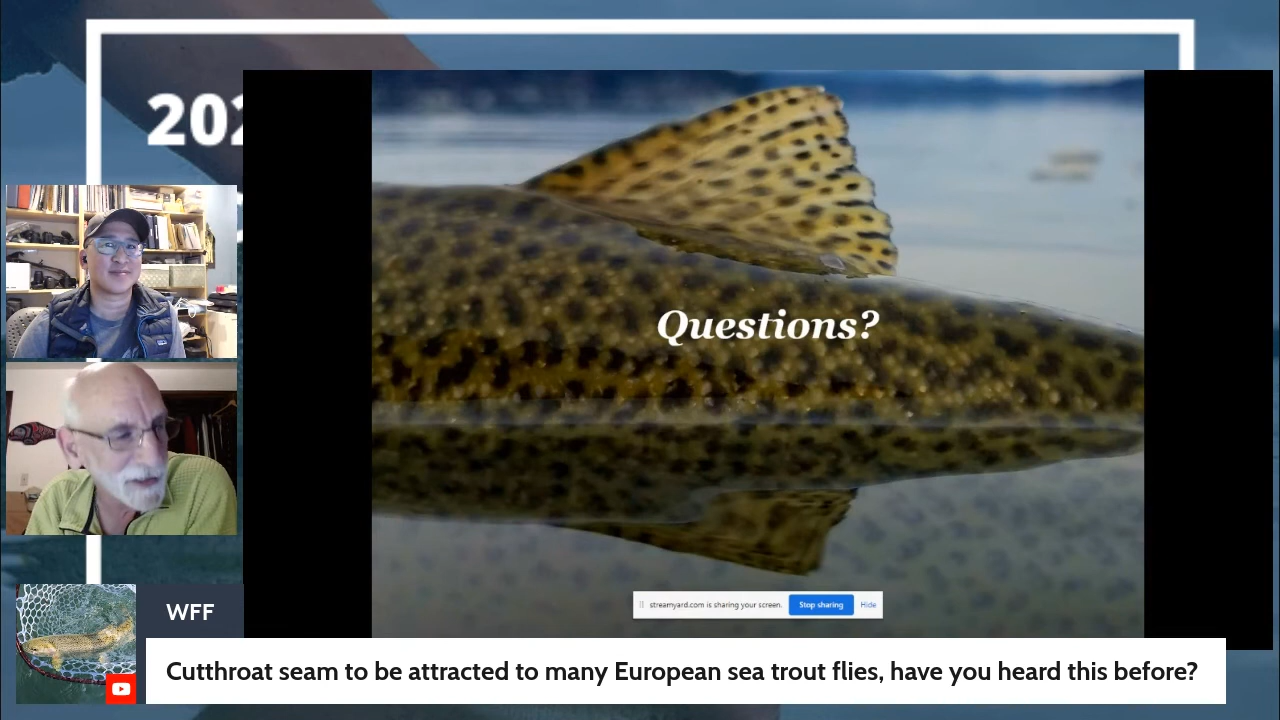 202
Questions?
streamyard.com is sharing your screen.
Stop sharing
Hide
WFF
Cutthroat seam to be attracted to many European sea trout flies, have you heard this before?